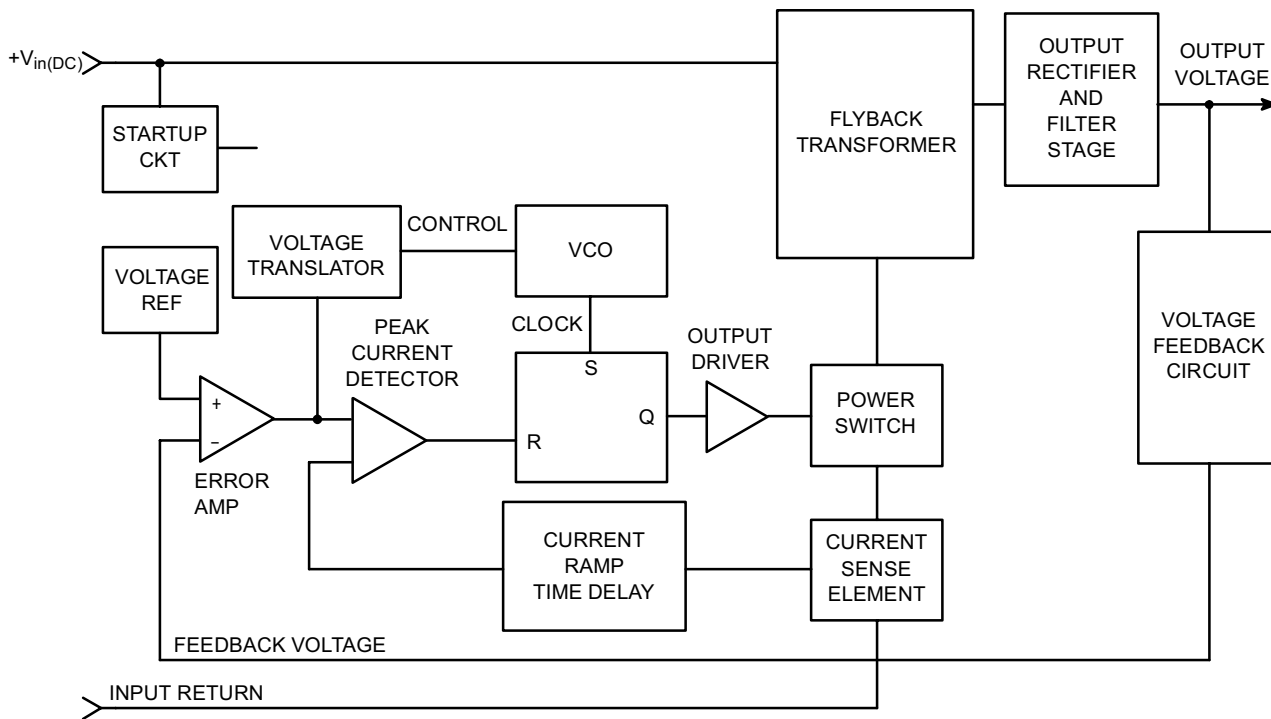 +Vin(DC)
STARTUP
CKT
FLYBACK
TRANSFORMER
OUTPUT
RECTIFIER
AND
FILTER
STAGE
OUTPUT
VOLTAGE
VOLTAGE
REF
VOLTAGE
TRANSLATOR
CONTROL
VCO
CLOCK
PEAK
CURRENT
DETECTOR
S
R
Q
OUTPUT
DRIVER
POWER
SWITCH
VOLTAGE
FEEDBACK
CIRCUIT
+
−
ERROR
AMP
CURRENT
RAMP
TIME DELAY
CURRENT
SENSE
ELEMENT
FEEDBACK VOLTAGE
INPUT RETURN